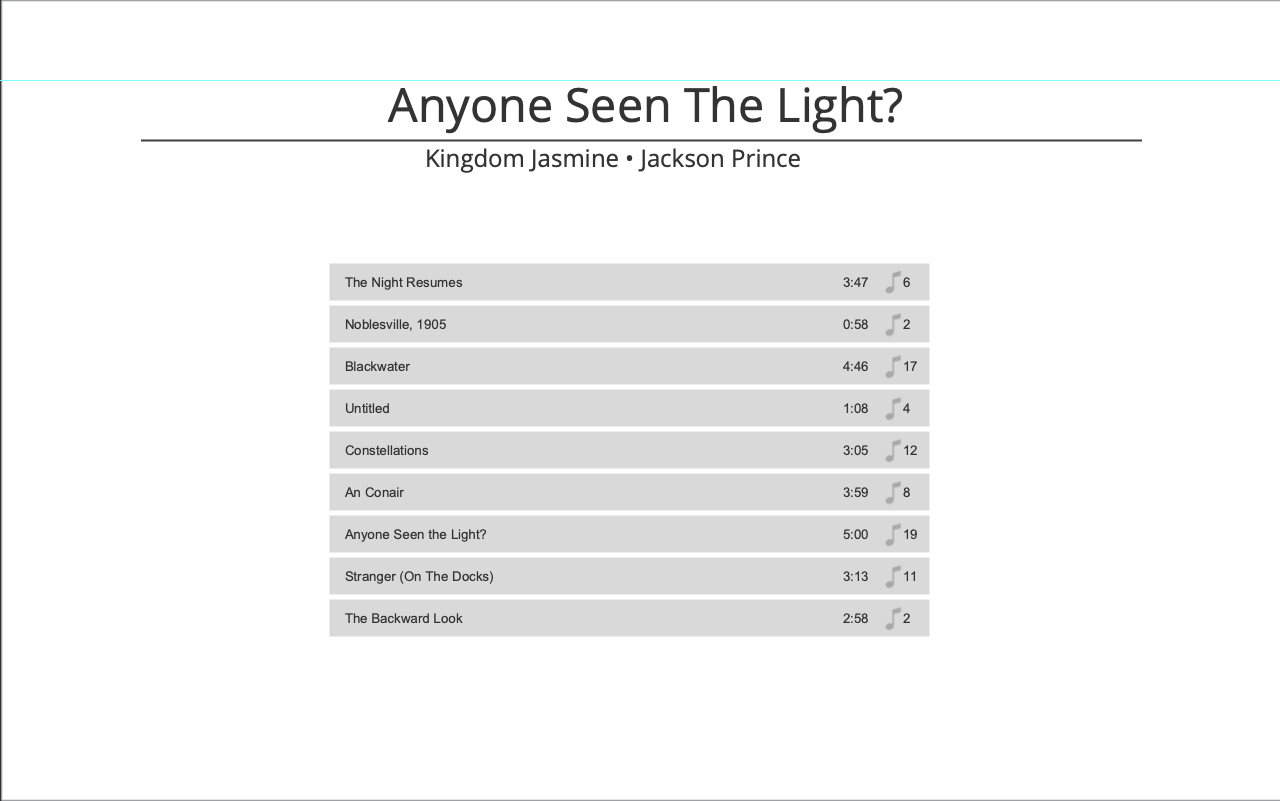 Anyone Seen The Light?
Kingdom Jasmine • Jackson Prince
The Night Resumes 3:47 6
Noblesville, 1905 0:58 2
Blackwater 4:46 17
Untitled 1:08 4
Constellations 3:05 12
An Conair 3:59 8
Anyone Seen the Light? 5:00 19
Stranger (On The Docks) 3:13 11
The Backward Look 2:58 2